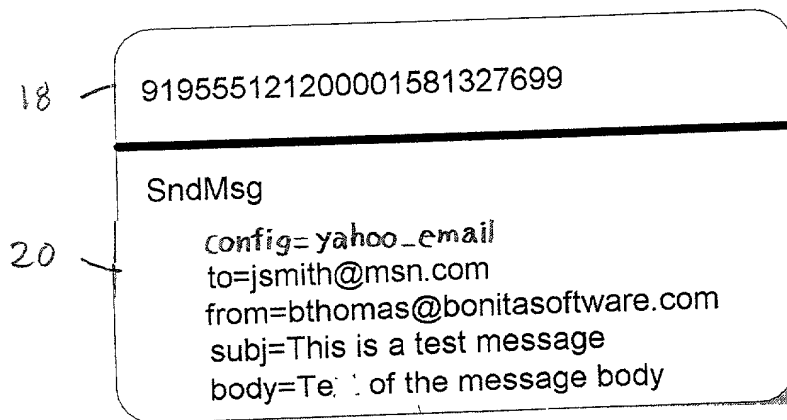 18
919555121200001581327699
SndMsg
20
config=yahoo_email
to=jsmith@msn.com
from=bthomas@bonitasoftware.com
subj=This is a test message
of the message body